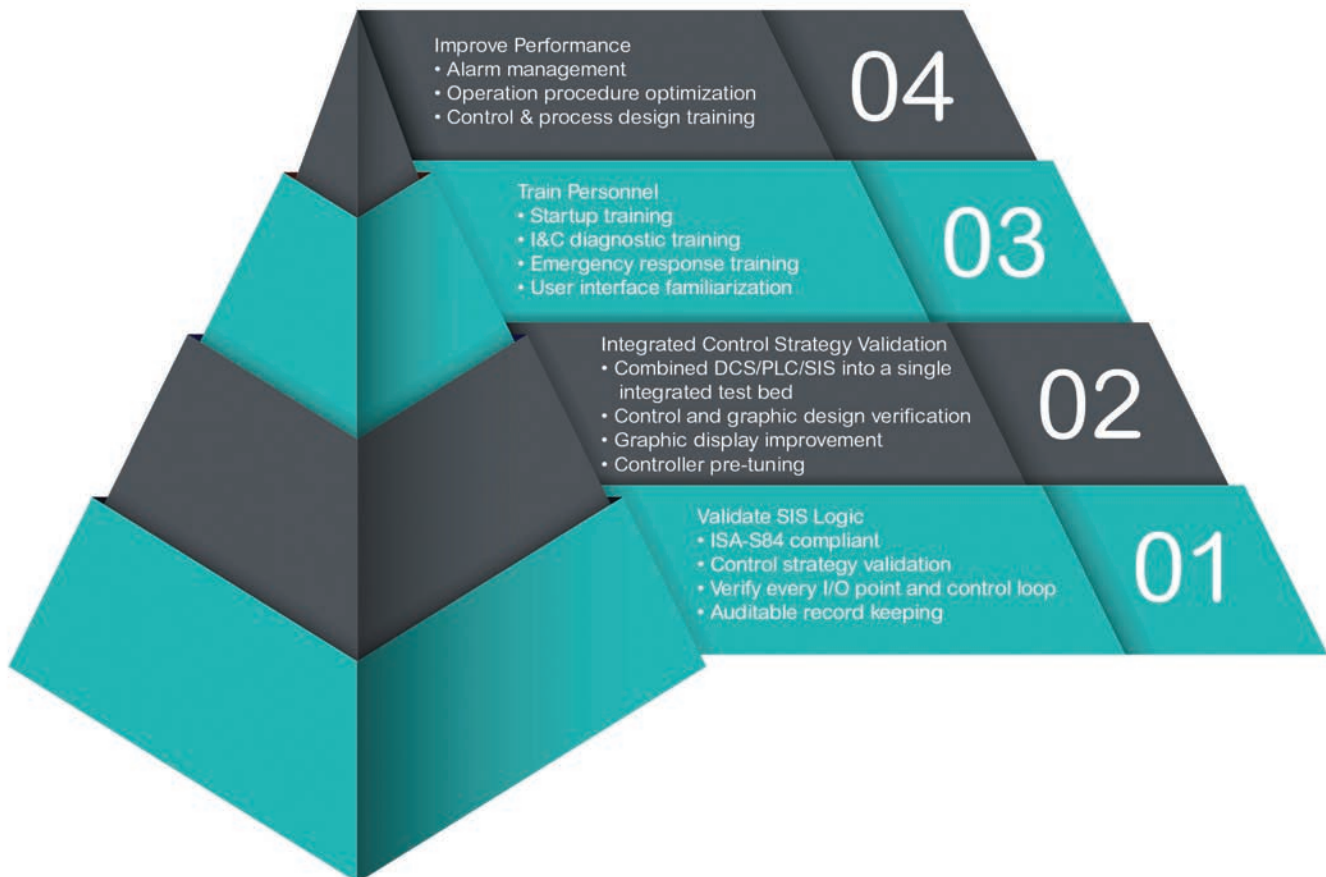 Improve Performance
• Alarm management
• Operation procedure optimization
• Control & process design training
04
Train Personnel
• Startup training
• I&C diagnostic training
• Emergency response training
• User interface familiarization
03
Integrated Control Strategy Validation
• Combined DCS/PLC/SIS into a single
integrated test bed
• Control and graphic design verification
• Graphic display improvement
• Controller pre-tuning
02
Validate SIS Logic
• ISA-S84 compliant
• Control strategy validation
• Verify every I/O point and control loop
• Auditable record keeping
01